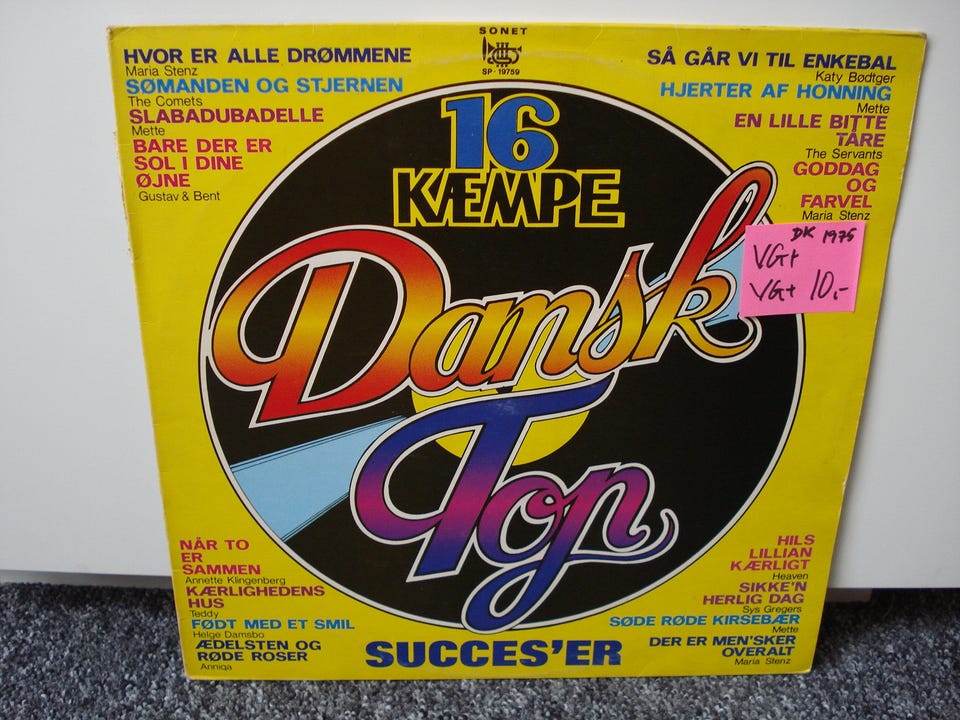 SONET
SP-19759
HVOR ER ALLE DRØMMENE
Maria Stenz
SØMANDEN OG STJERNEN
The Comets
SLABADUBADELLE
Mette
BARE DER ER
SOL I DINE
ØJNE
Gustav & Bent
SÅ GÅR VI TIL ENKEBAL
Katy Bødtger
HJERTER AF HONNING
Mette
EN LILLE BITTE
TÅRE
The Servants
GODDAG
OG
FARVEL
Maria Stenz
DK 1975
VG+
VG+ 10,-
16
KÆMPE
Dansk
Top
SUCCES'ER
NÅR TO
ER
SAMMEN
Annette Klingenberg
KÆRLIGHEDENS
HUS
Teddy
FØDT MED ET SMIL
Helge Damsbo
ÆDELSTEN OG
RØDE ROSER
Anniqa
HILS
LILLIAN
KÆRLIGT
Heaven
SIKKE'N
HERLIG DAG
Sys Gregers
SØDE RØDE KIRSEBÆR
Mette
DER ER MEN'SKER
OVERALT
Maria Stenz